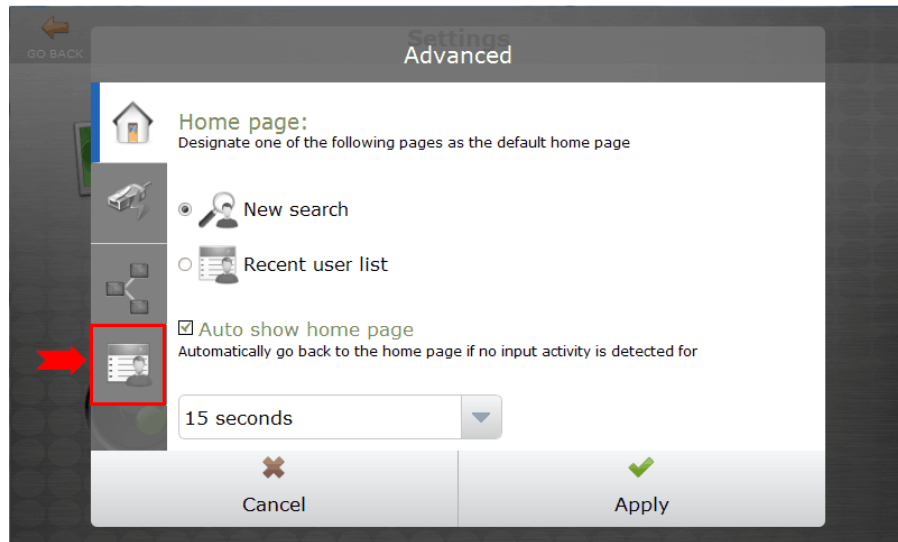 Settings
GO BACK
Advanced
Home page:
Designate one of the following pages as the default home page
New search
Recent user list
Auto show home page
Automatically go back to the home page if no input activity is detected for
15 seconds
Cancel
Apply